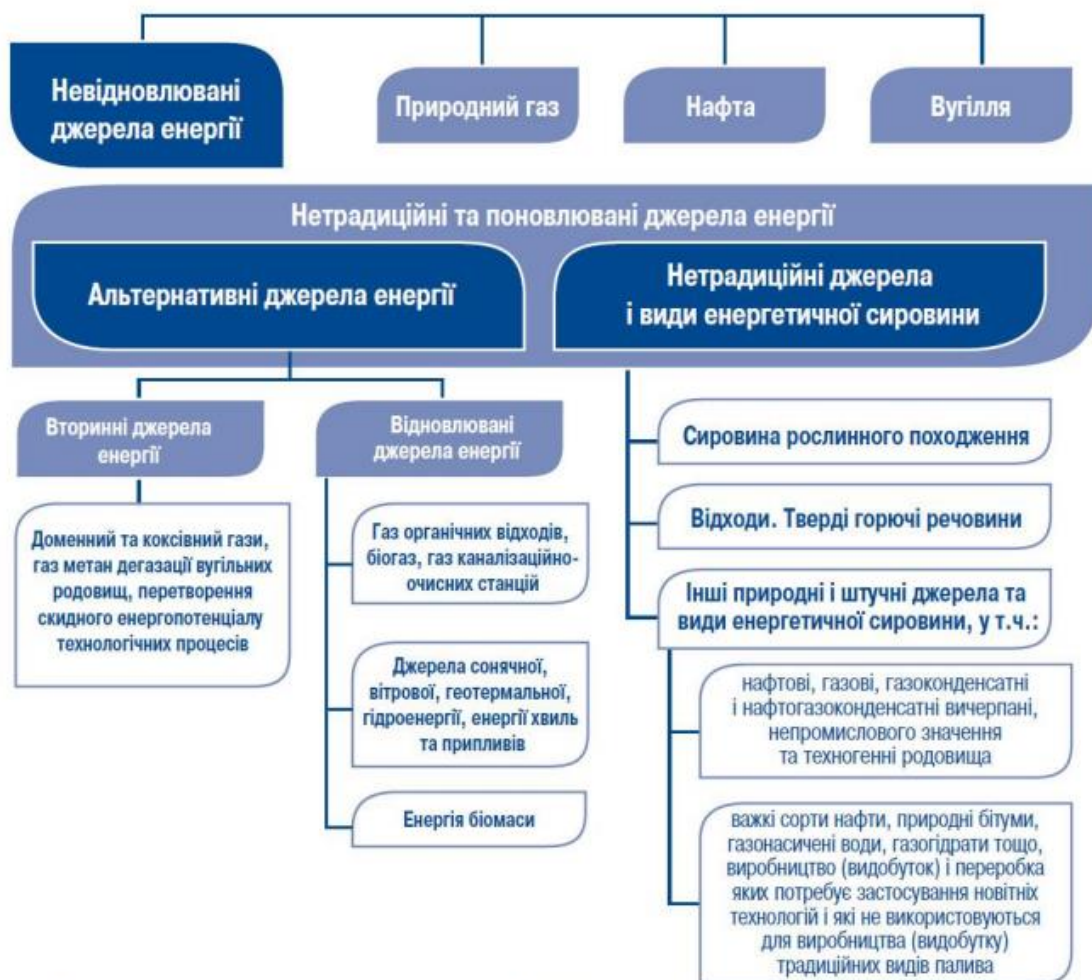 Невідновлювані
джерела енергії
Природний газ
Нафта
Вугілля
Нетрадиційні та поновлювані джерела енергії
Альтернативні джерела енергії
Нетрадиційні джерела
і види енергетичної сировини
Вторинні джерела
енергії
Відновлювані
джерела енергії
Доменний та коксівний гази,
газ метан дегазації вугільних
родовищ, перетворення
скидного енергопотенціалу
технологічних процесів
Газ органічних відходів,
біогаз, газ каналізаційно-
очисних станцій
Джерела сонячної,
вітрової, геотермальної,
гідроенергії, енергії хвиль
та припливів
Енергія біомаси
Сировина рослинного походження
Відходи. Тверді горючі речовини
Інші природні і штучні джерела та
види енергетичної сировини, у т.ч.:
нафтові, газові, газоконденсатні
і нафтогазоконденсатні вичерпані,
непромислового значення
та техногенні родовища
важкі сорти нафти, природні бітуми,
газонасичені води, газогідрати тощо,
виробництво (видобуток) і переробка
яких потребує застосування новітніх
технологій і які не використовуються
для виробництва (видобутку)
традиційних видів палива